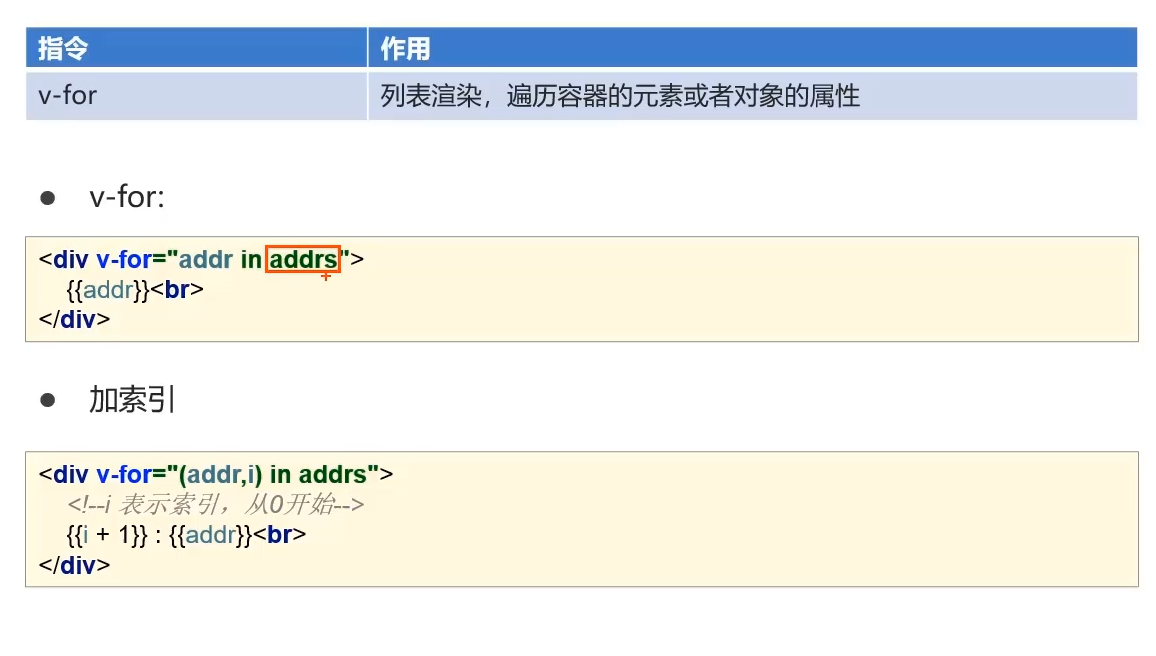 指令 作用
v-for 列表渲染，遍历容器的元素或者对象的属性
● v-for:
<div v-for="addr in addrs">
{{addr}}<br>
</div>
● 加索引
<div v-for="(addr,i) in addrs">
<!--i 表示索引，从0开始-->
{{i + 1}} : {{addr}}<br>
</div>